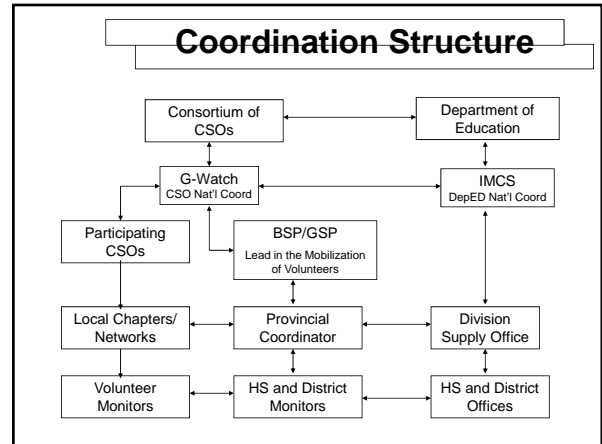 Coordination Structure
Consortium of
CSOs
Department of
Education
G-Watch
CSO Nat'l Coord
IMCS
DepED Nat'l Coord
Participating
CSOs
BSP/GSP
Lead in the Mobilization
of Volunteers
Local Chapters/
Networks
Provincial
Coordinator
Division
Supply Office
Volunteer
Monitors
HS and District
Monitors
HS and District
Offices